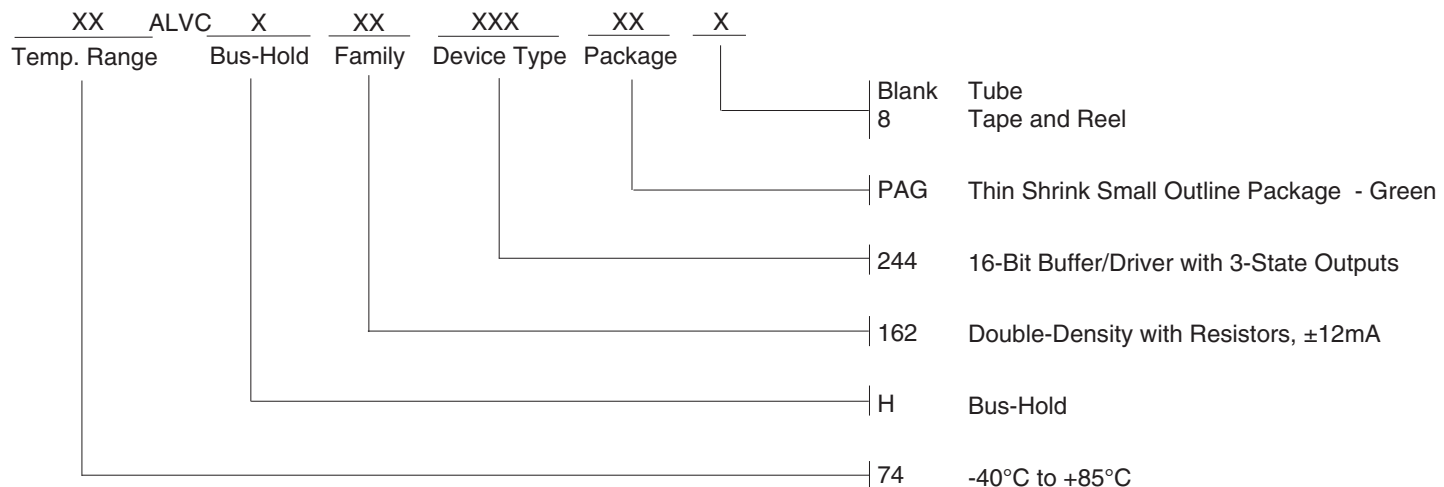 XX ALVC X XX XXX XX X
Temp. Range Bus-Hold Family Device Type Package
Blank Tube
8 Tape and Reel
PAG Thin Shrink Small Outline Package - Green
244 16-Bit Buffer/Driver with 3-State Outputs
162 Double-Density with Resistors, ±12mA
H Bus-Hold
74 -40°C to +85°C